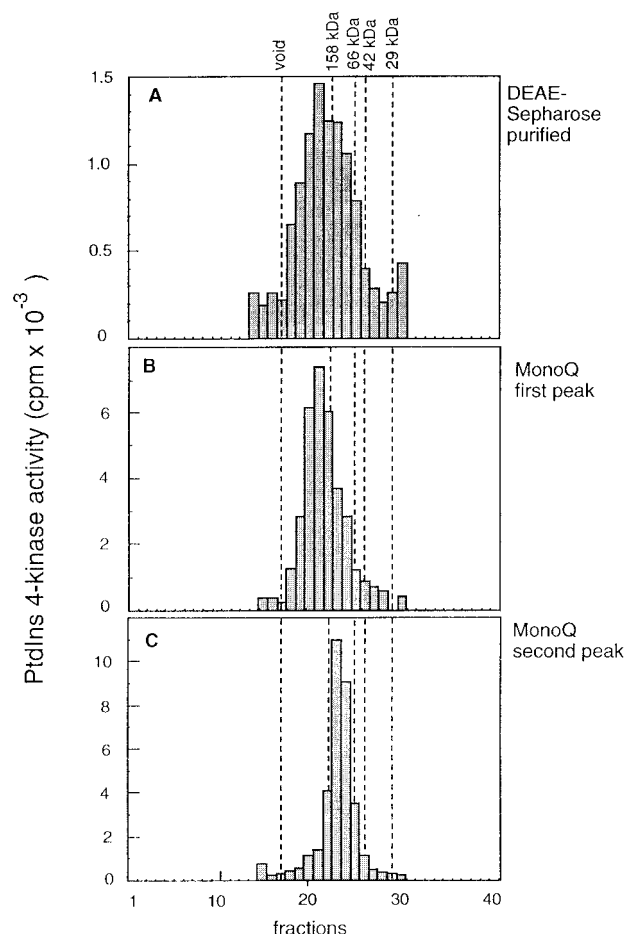 void
158 kDa
66 kDa
42 kDa
29 kDa
PtdIns 4-kinase activity (cpm x 10-3)
A
1.5
1.0
0.5
0
DEAE-
Sepharose
purified
B
6
4
2
0
MonoQ
first peak
C
10
8
6
4
2
0
MonoQ
second peak
1
10
20
30
40
fractions